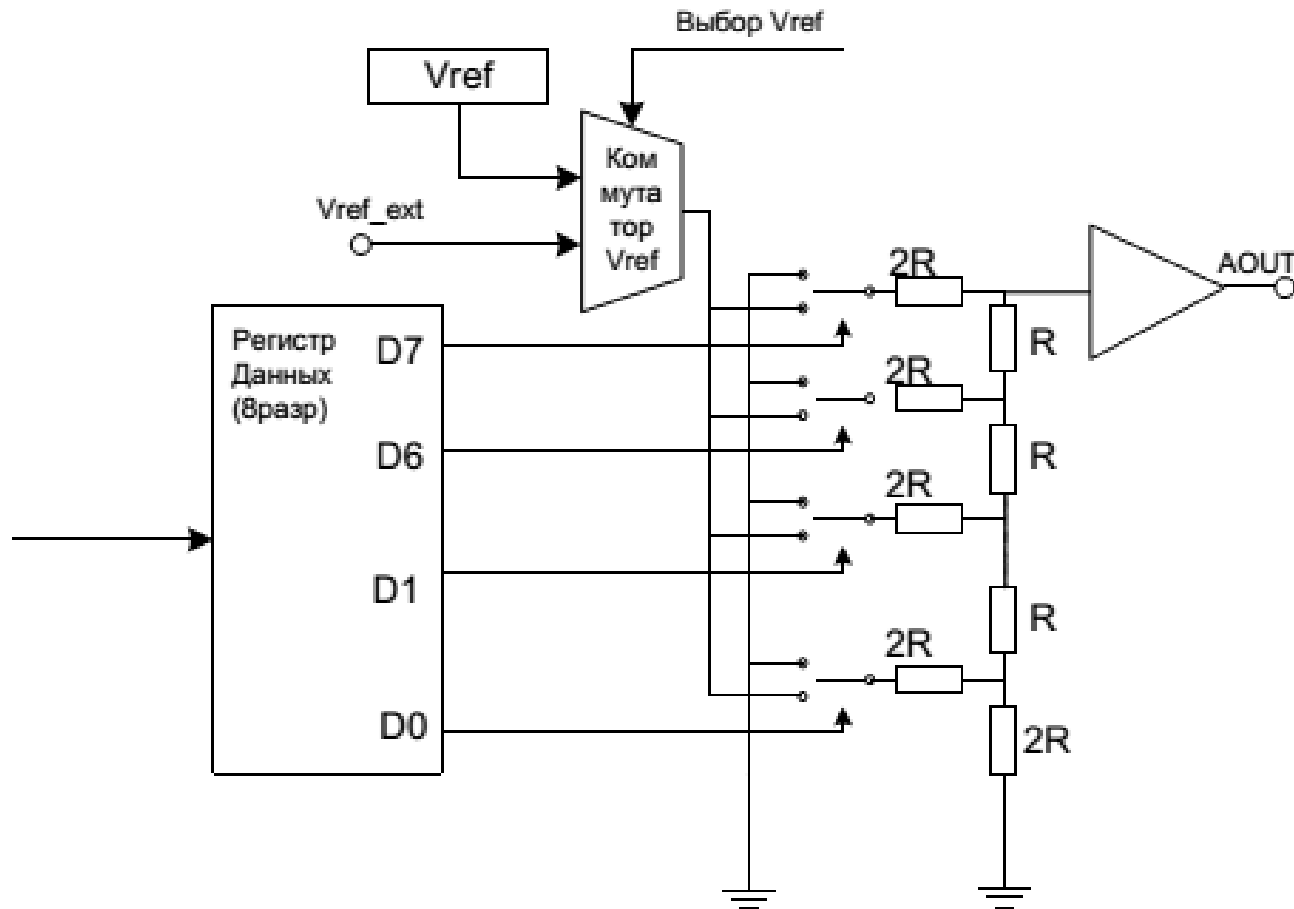 Выбор Vref
Vref
Ком
мута
тор
Vref
Vref_ext
2R
AOUT
Регистр
Данных
(8разр)
D7
R
2R
D6
R
2R
D1
R
2R
D0
2R